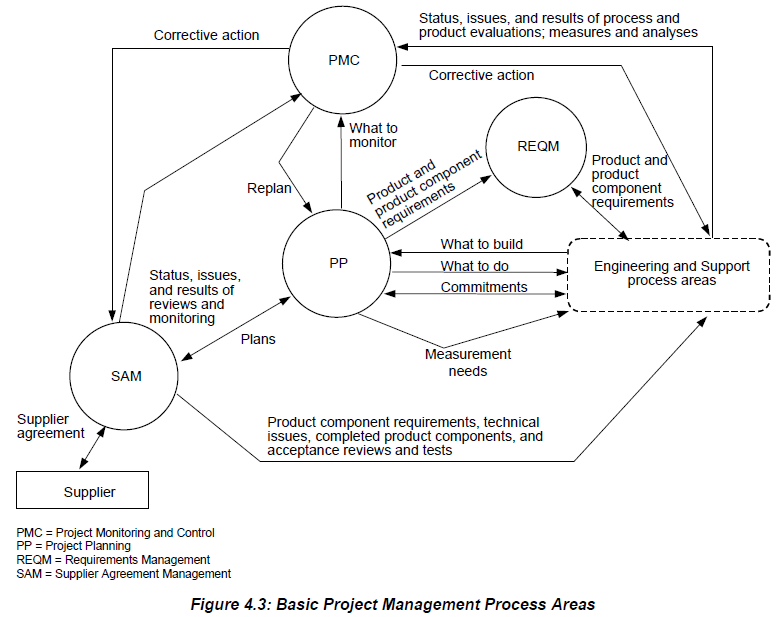 Status, issues, and results of process and
product evaluations; measures and analyses
Corrective action
PMC
Corrective action
What to
monitor
REQM
Product and
product component
requirements
Product and
product
component
requirements
Replan
What to build
PP
What to do
Engineering and Support
process areas
Commitments
Status, issues,
and results of
reviews and
monitoring
Plans
Measurement
needs
SAM
Supplier
agreement
Product component requirements, technical
issues, completed product components, and
acceptance reviews and tests
Supplier
PMC = Project Monitoring and Control
PP = Project Planning
REQM = Requirements Management
SAM = Supplier Agreement Management
Figure 4.3: Basic Project Management Process Areas